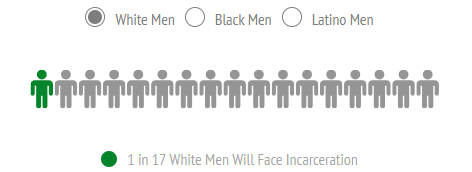 White Men Black Men Latino Men
1 in 17 White Men Will Face Incarceration